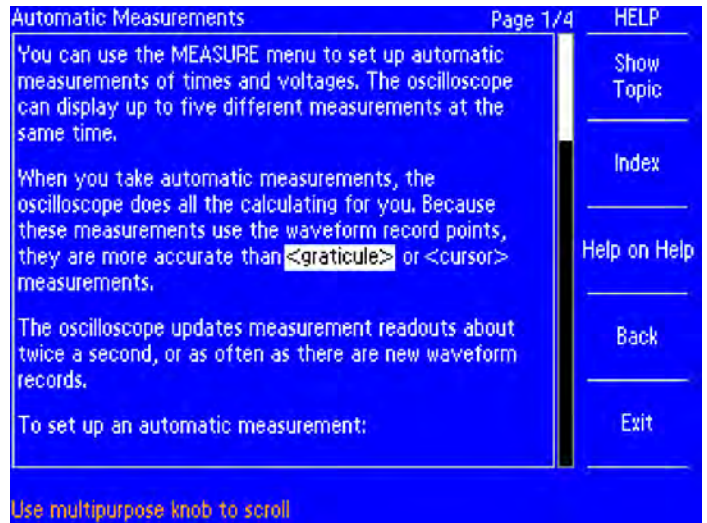 Automatic Measurements Page 1/4 HELP
You can use the MEASURE menu to set up automatic
measurements of times and voltages. The oscilloscope
can display up to five different measurements at the
same time.
When you take automatic measurements, the
oscilloscope does all the calculating for you. Because
these measurements use the waveform record points,
they are more accurate than <graticule> or <cursor>
measurements.
The oscilloscope updates measurement readouts about
twice a second, or as often as there are new waveform
records.
To set up an automatic measurement:
Show
Topic
Index
Help on Help
Back
Exit
Use multipurpose knob to scroll